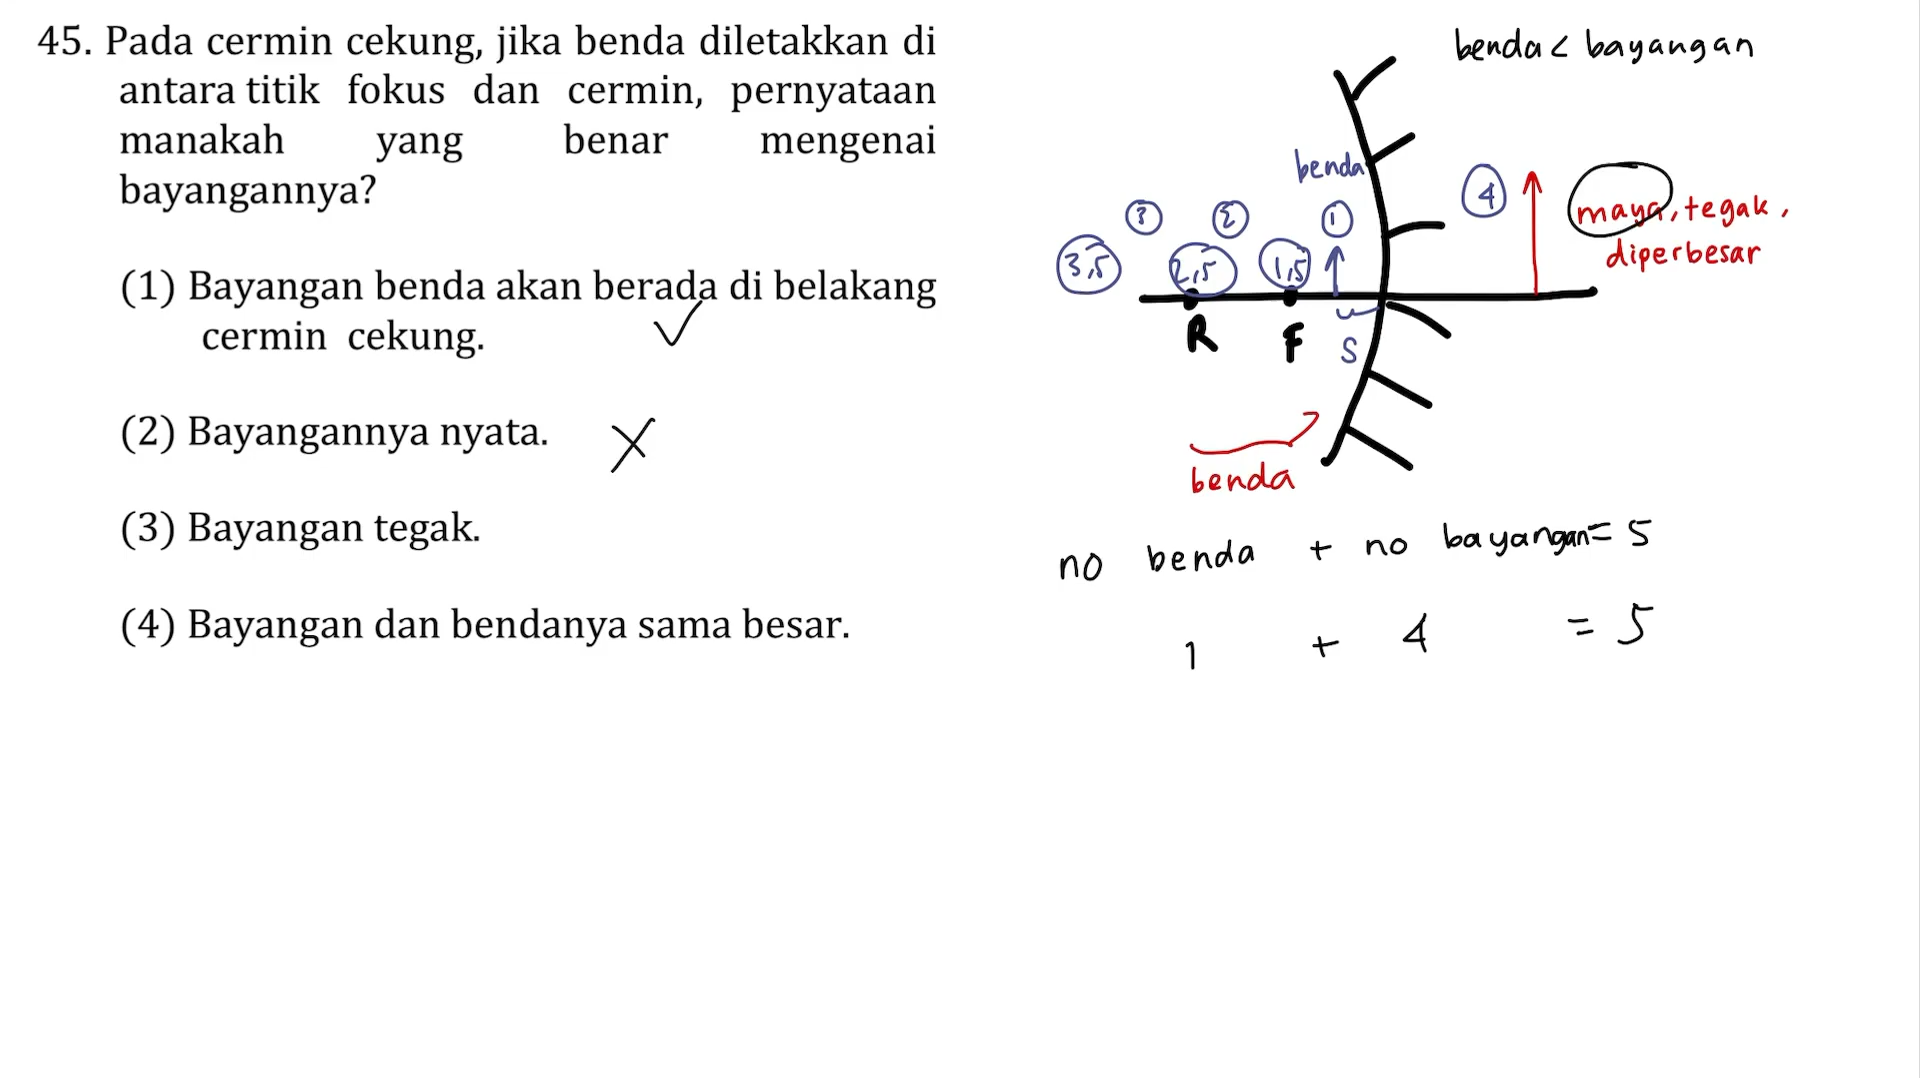 45. Pada cermin cekung, jika benda diletakkan di
antara titik fokus dan cermin, pernyataan
manakah yang benar mengenai
bayangannya?
(1) Bayangan benda akan berada di belakang
cermin cekung.
(2) Bayangannya nyata.
(3) Bayangan tegak.
(4) Bayangan dan bendanya sama besar.
benda < bayangan
benda
3 2 1 4
3,5 2,5 1,5
maya, tegak,
diperbesar
R F S
benda
no benda + no bayangan = 5
1 + 4 = 5